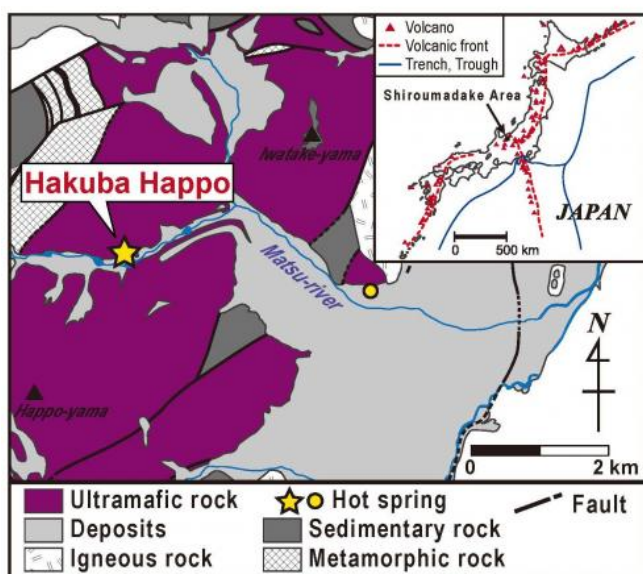 Volcano
Volcanic front
Trench, Trough
Shiroumadake Area
JAPAN
0 500 km
Iwatake-yama
Hakuba Happo
Matsu-river
N
Happo-yama
0 2 km
Ultramafic rock
Hot spring
Fault
Deposits
Sedimentary rock
Igneous rock
Metamorphic rock